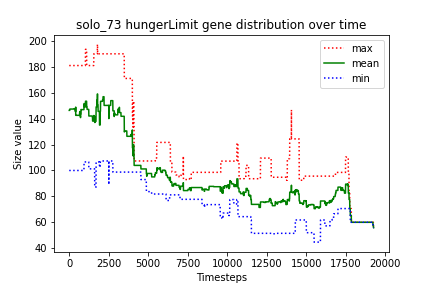 solo_73 hungerLimit gene distribution over time
200
180
160
140
120
100
80
60
40
Size value
max
mean
min
0 2500 5000 7500 10000 12500 15000 17500 20000
Timesteps